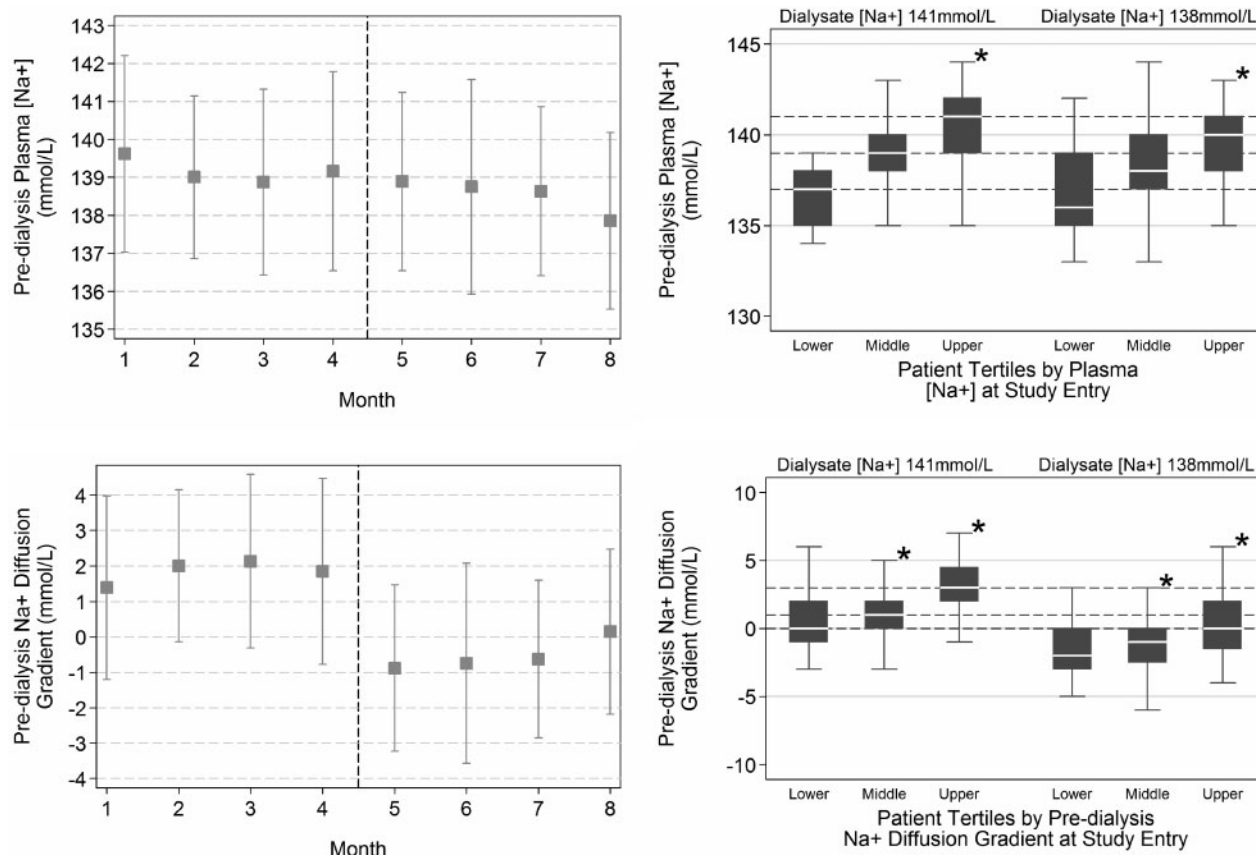 Pre-dialysis Plasma [Na+]
(mmol/L)
143
142
141
140
139
138
137
136
135
1 2 3 4 5 6 7 8
Month
Dialysate [Na+] 141mmol/L Dialysate [Na+] 138mmol/L
Pre-dialysis Plasma [Na+]
(mmol/L)
145
140
135
130
* *
Lower Middle Upper Lower Middle Upper
Patient Tertiles by Plasma
[Na+] at Study Entry
Pre-dialysis Na+ Diffusion
Gradient (mmol/L)
4
3
2
1
0
-1
-2
-3
-4
1 2 3 4 5 6 7 8
Month
Dialysate [Na+] 141mmol/L Dialysate [Na+] 138mmol/L
Pre-dialysis Na+ Diffusion
Gradient (mmol/L)
10
5
0
-5
-10
* * * *
Lower Middle Upper Lower Middle Upper
Patient Tertiles by Pre-dialysis
Na+ Diffusion Gradient at Study Entry